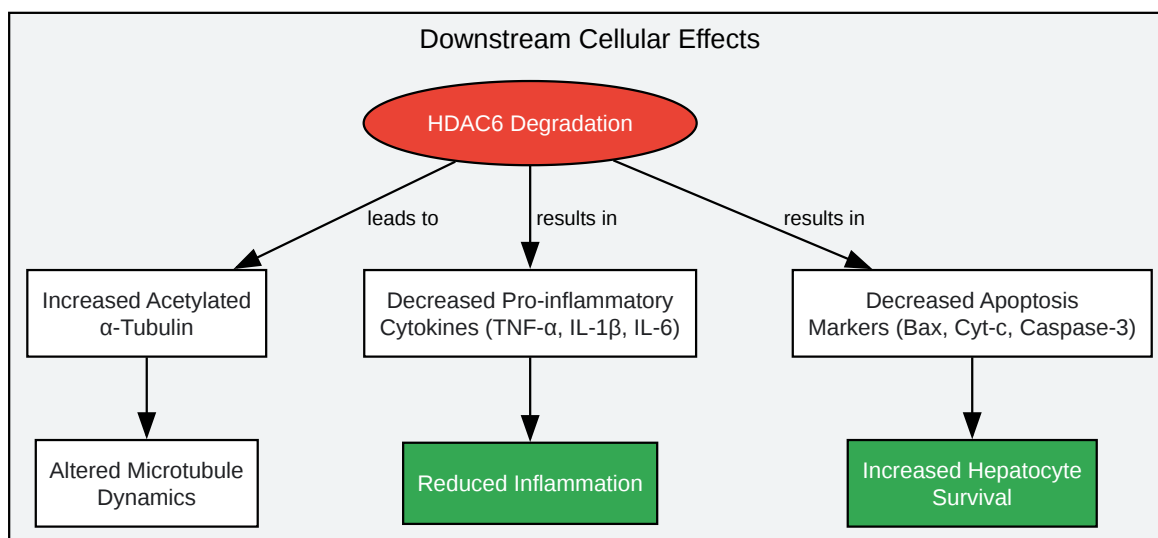 Downstream Cellular Effects
HDAC6 Degradation
leads to
results in
results in
Increased Acetylated
α-Tubulin
Decreased Pro-inflammatory
Cytokines (TNF-α, IL-1β, IL-6)
Decreased Apoptosis
Markers (Bax, Cyt-c, Caspase-3)
Altered Microtubule
Dynamics
Reduced Inflammation
Increased Hepatocyte
Survival